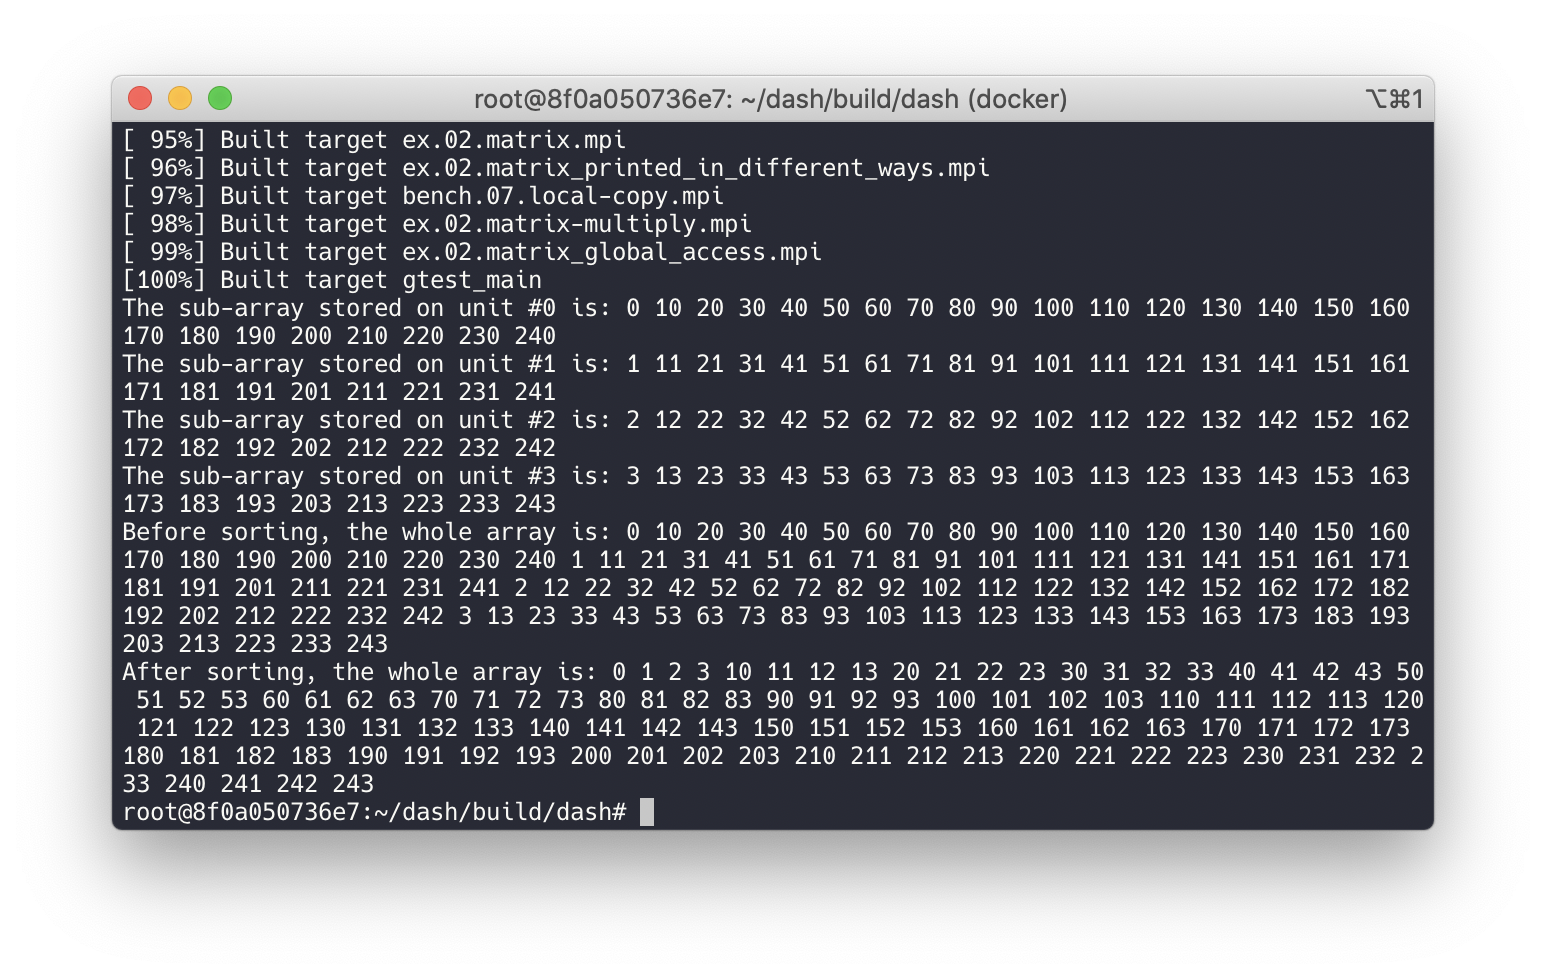 root@8f0a050736e7: ~/dash/build/dash (docker)
⌥⌘1
[ 95%] Built target ex.02.matrix.mpi
[ 96%] Built target ex.02.matrix_printed_in_different_ways.mpi
[ 97%] Built target bench.07.local-copy.mpi
[ 98%] Built target ex.02.matrix-multiply.mpi
[ 99%] Built target ex.02.matrix_global_access.mpi
[100%] Built target gtest_main
The sub-array stored on unit #0 is: 0 10 20 30 40 50 60 70 80 90 100 110 120 130 140 150 160
170 180 190 200 210 220 230 240
The sub-array stored on unit #1 is: 1 11 21 31 41 51 61 71 81 91 101 111 121 131 141 151 161
171 181 191 201 211 221 231 241
The sub-array stored on unit #2 is: 2 12 22 32 42 52 62 72 82 92 102 112 122 132 142 152 162
172 182 192 202 212 222 232 242
The sub-array stored on unit #3 is: 3 13 23 33 43 53 63 73 83 93 103 113 123 133 143 153 163
173 183 193 203 213 223 233 243
Before sorting, the whole array is: 0 10 20 30 40 50 60 70 80 90 100 110 120 130 140 150 160
170 180 190 200 210 220 230 240 1 11 21 31 41 51 61 71 81 91 101 111 121 131 141 151 161 171
181 191 201 211 221 231 241 2 12 22 32 42 52 62 72 82 92 102 112 122 132 142 152 162 172 182
192 202 212 222 232 242 3 13 23 33 43 53 63 73 83 93 103 113 123 133 143 153 163 173 183 193
203 213 223 233 243
After sorting, the whole array is: 0 1 2 3 10 11 12 13 20 21 22 23 30 31 32 33 40 41 42 43 50
 51 52 53 60 61 62 63 70 71 72 73 80 81 82 83 90 91 92 93 100 101 102 103 110 111 112 113 120
 121 122 123 130 131 132 133 140 141 142 143 150 151 152 153 160 161 162 163 170 171 172 173
180 181 182 183 190 191 192 193 200 201 202 203 210 211 212 213 220 221 222 223 230 231 232 2
33 240 241 242 243
root@8f0a050736e7:~/dash/build/dash#